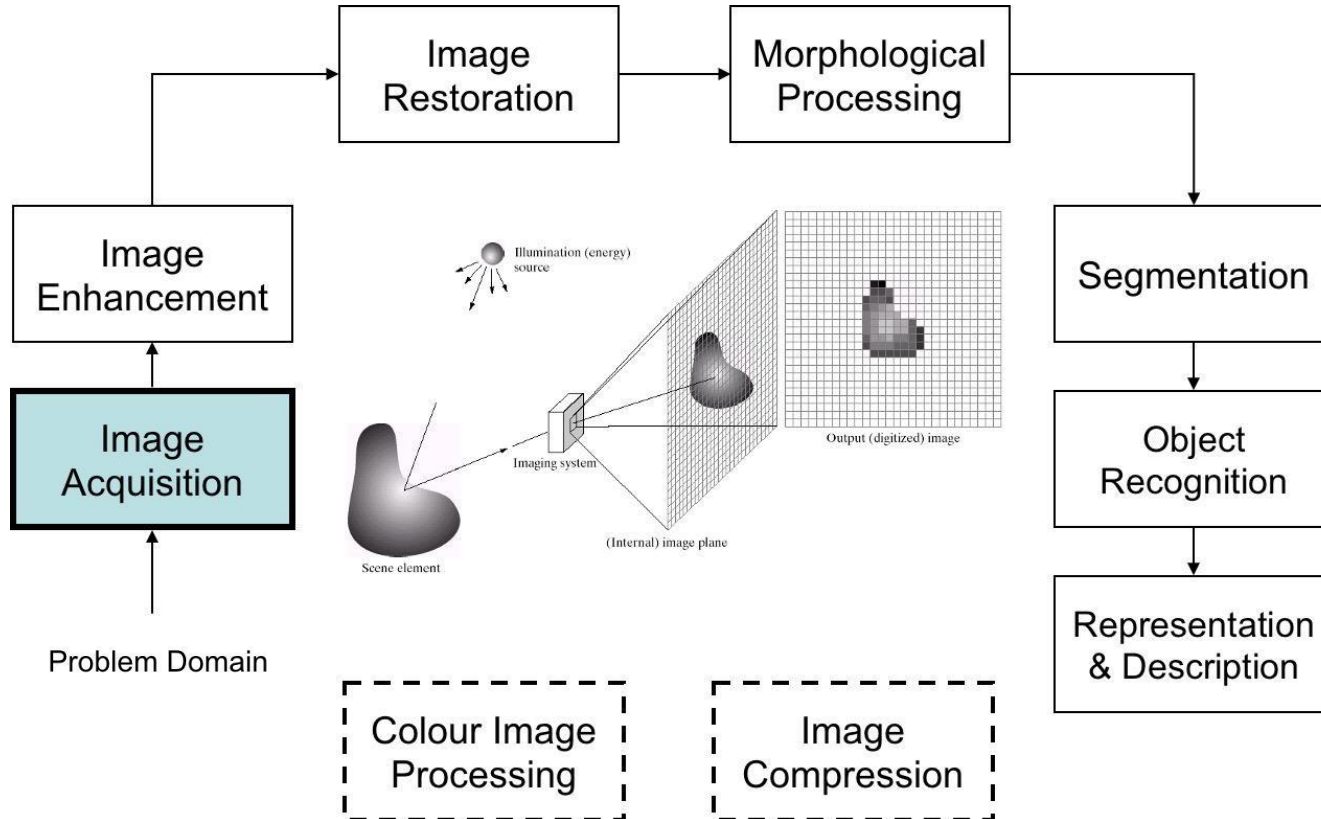 Image
Restoration
Morphological
Processing
Image
Enhancement
Illumination (energy)
source
Segmentation
Image
Acquisition
Imaging system
Output (digitized) image
Object
Recognition
(Internal) image plane
Scene element
Problem Domain
Representation
& Description
Colour Image
Processing
Image
Compression